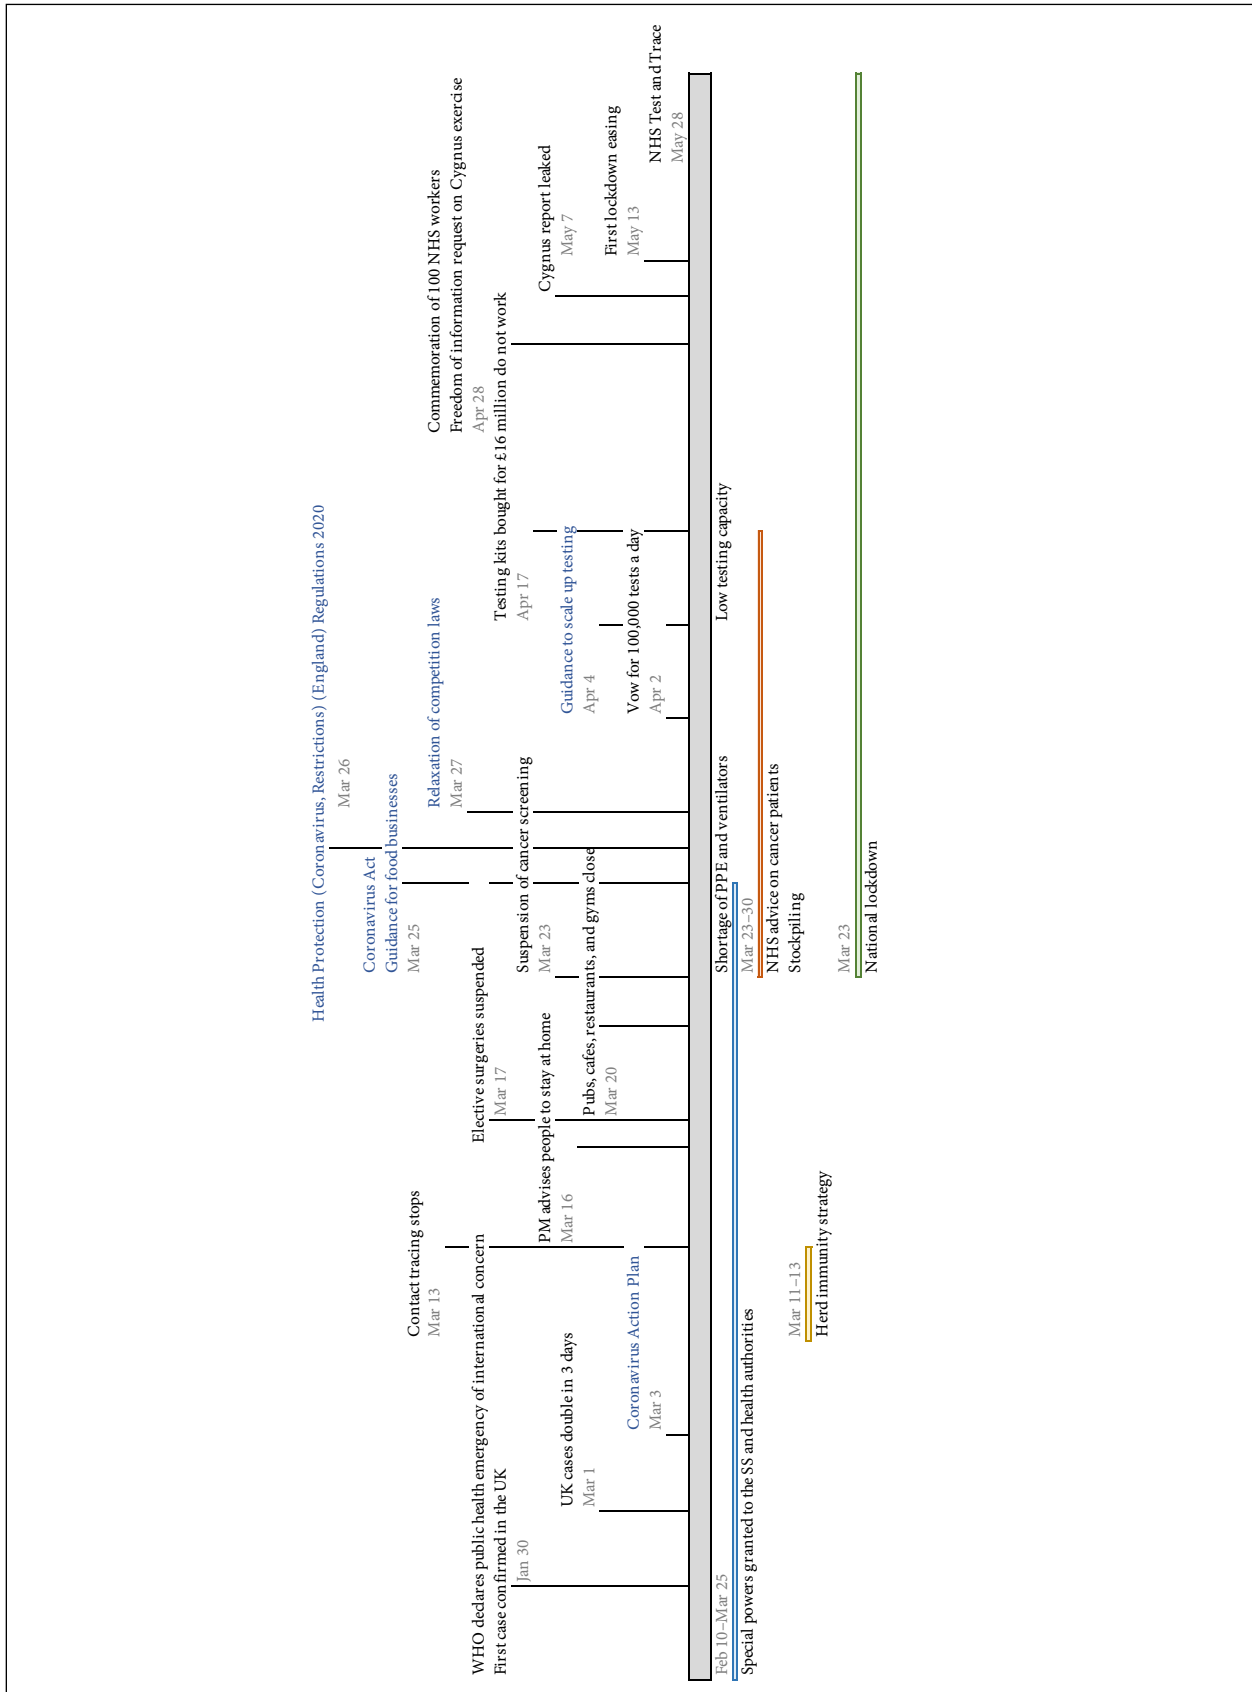 WHO declares public health emergency of international concern
First case confirmed in the UK
Jan 30
UK cases double in 3 days
Mar 1
Coronavirus Action Plan
Mar 3
Contact tracing stops
Mar 13
PM advises people to stay at home
Mar 16
Elective surgeries suspended
Mar 17
Pubs, cafes, restaurants, and gyms close
Mar 20
Suspension of cancer screening
Mar 23
Coronavirus Act
Guidance for food businesses
Mar 25
Health Protection (Coronavirus, Restrictions) (England) Regulations 2020
Mar 26
Relaxation of competition laws
Mar 27
Vow for 100,000 tests a day
Apr 2
Guidance to scale up testing
Apr 4
Testing kits bought for £16 million do not work
Apr 17
Commemoration of 100 NHS workers
Freedom of information request on Cygnus exercise
Apr 28
Cygnus report leaked
May 7
First lockdown easing
May 13
NHS Test and Trace
May 28
Feb 10–Mar 25
Special powers granted to the SS and health authorities
Mar 11–13
Herd immunity strategy
Shortage of PPE and ventilators
Low testing capacity
Mar 23–30
NHS advice on cancer patients
Stockpiling
Mar 23
National lockdown